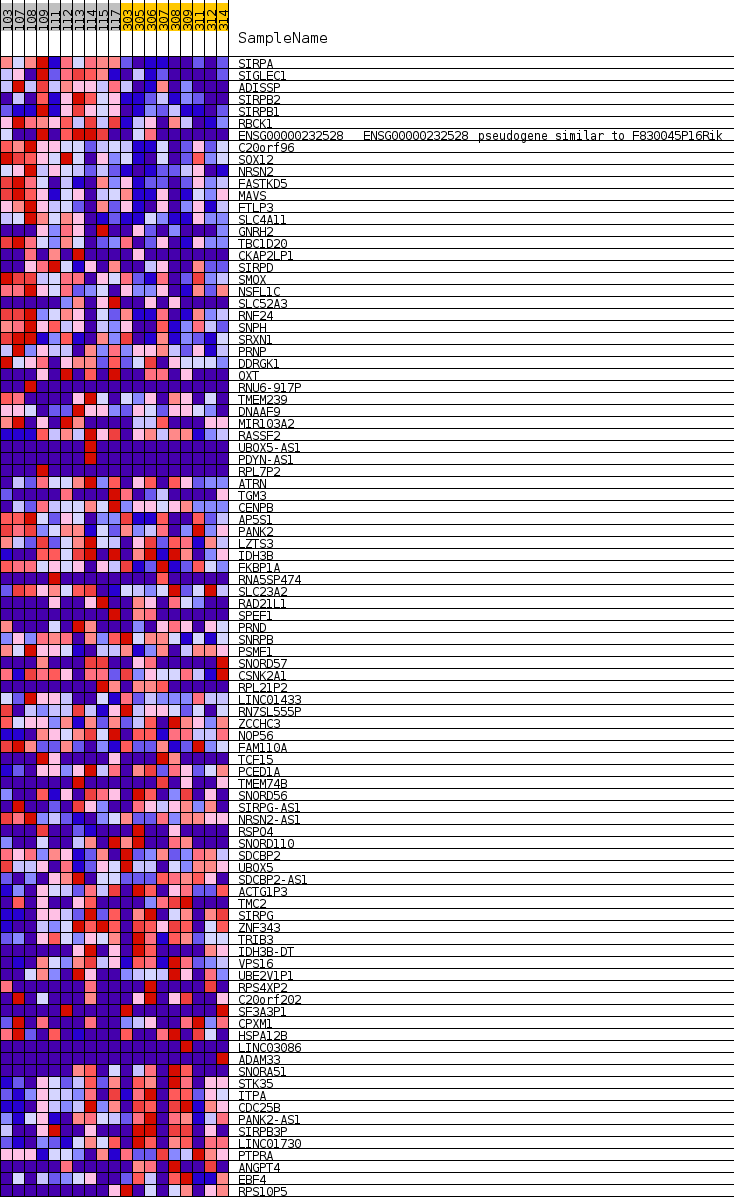 103 107 108 109 111 112 113 114 115 117 303 305 306 307 308 309 311 312 314
SampleName
SIRPA
SIGLEC1
ADISSP
SIRPB2
SIRPB1
RBCK1
ENSG00000232528 ENSG00000232528 pseudogene similar to F830045P16Rik
C20orf96
SOX12
NRSN2
FASTKD5
MAVS
FTLP3
SLC4A11
GNRH2
TBC1D20
CKAP2LP1
SIRPD
SMOX
NSFL1C
SLC52A3
RNF24
SNPH
SRXN1
PRNP
DDRGK1
OXT
RNU6-917P
TMEM239
DNAAF9
MIR103A2
RASSF2
UBOX5-AS1
PDYN-AS1
RPL7P2
ATRN
TGM3
CENPB
AP5S1
PANK2
LZTS3
IDH3B
FKBP1A
RNA5SP474
SLC23A2
RAD21L1
SPEF1
PRND
SNRPB
PSMF1
SNORD57
CSNK2A1
RPL21P2
LINC01433
RN7SL555P
ZCCHC3
NOP56
FAM110A
TCF15
PCED1A
TMEM74B
SNORD56
SIRPG-AS1
NRSN2-AS1
RSPO4
SNORD110
SDCBP2
UBOX5
SDCBP2-AS1
ACTG1P3
TMC2
SIRPG
ZNF343
TRIB3
IDH3B-DT
VPS16
UBE2V1P1
RPS4XP2
C20orf202
SF3A3P1
CPXM1
HSPA12B
LINC03086
ADAM33
SNORA51
STK35
ITPA
CDC25B
PANK2-AS1
SIRPB3P
LINC01730
PTPRA
ANGPT4
EBF4
RPS10P5